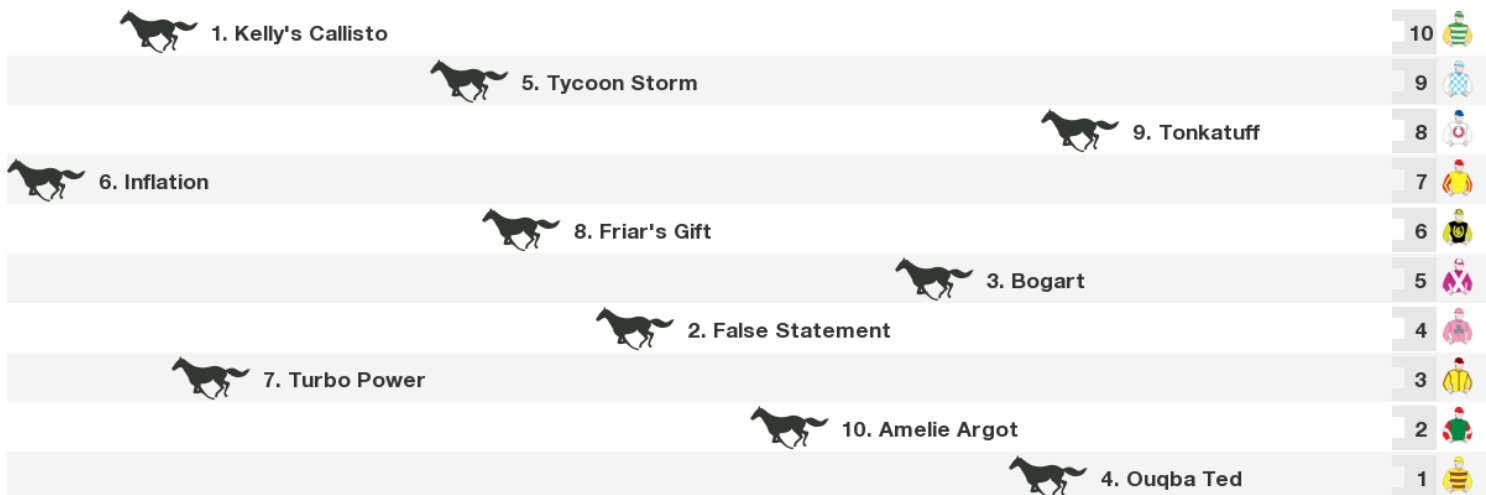 1. Kelly's Callisto 10
5. Tycoon Storm 9
9. Tonkatuff 8
6. Inflation 7
8. Friar's Gift 6
3. Bogart 5
2. False Statement 4
7. Turbo Power 3
10. Amelie Argot 2
4. Ouqba Ted 1